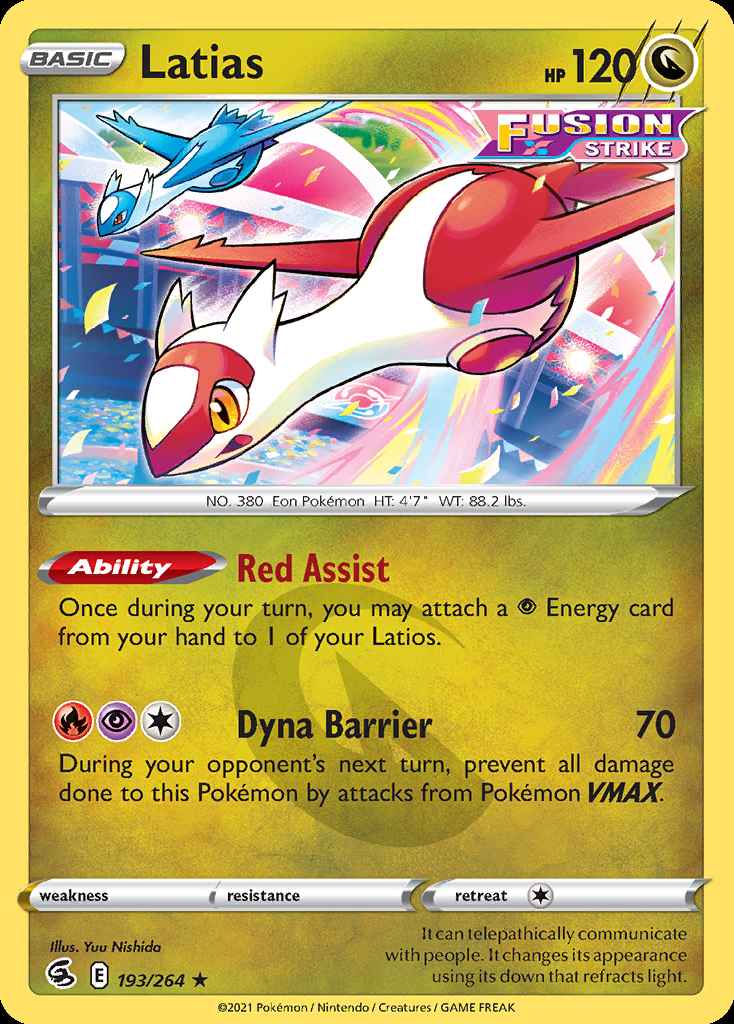 BASIC Latias HP 120
FUSION
STRIKE
NO. 380 Eon Pokémon HT: 4'7" WT: 88.2 lbs.
Ability Red Assist
Once during your turn, you may attach a Energy card
from your hand to 1 of your Latios.
Dyna Barrier 70
During your opponent's next turn, prevent all damage
done to this Pokémon by attacks from Pokémon VMAX.
weakness resistance retreat
Illus. Yuu Nishida
E 193/264 ★
It can telepathically communicate
with people. It changes its appearance
using its down that refracts light.
©2021 Pokémon / Nintendo / Creatures / GAME FREAK